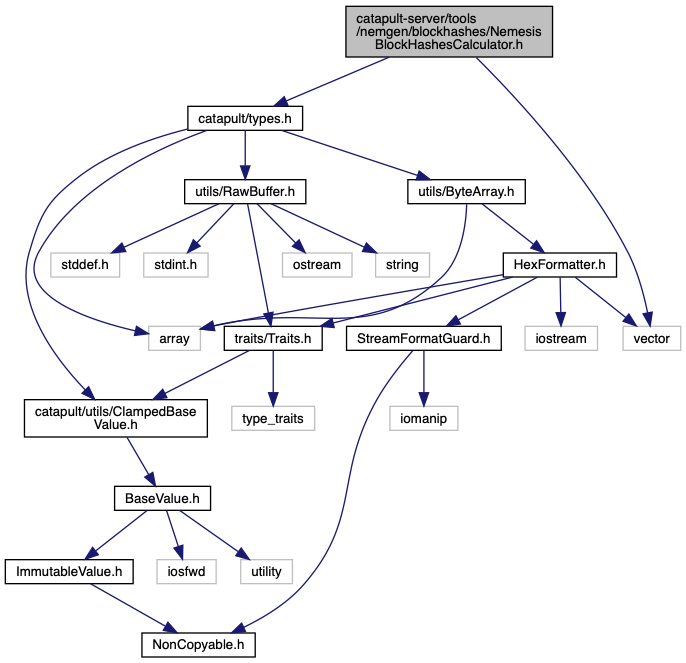 catapult-server/tools
/nemgen/blockhashes/Nemesis
BlockHashesCalculator.h
catapult/types.h
utils/RawBuffer.h
utils/ByteArray.h
stddef.h
stdint.h
ostream
string
HexFormatter.h
array
traits/Traits.h
StreamFormatGuard.h
iostream
vector
catapult/utils/ClampedBase
Value.h
type_traits
iomanip
BaseValue.h
ImmutableValue.h
iosfwd
utility
NonCopyable.h